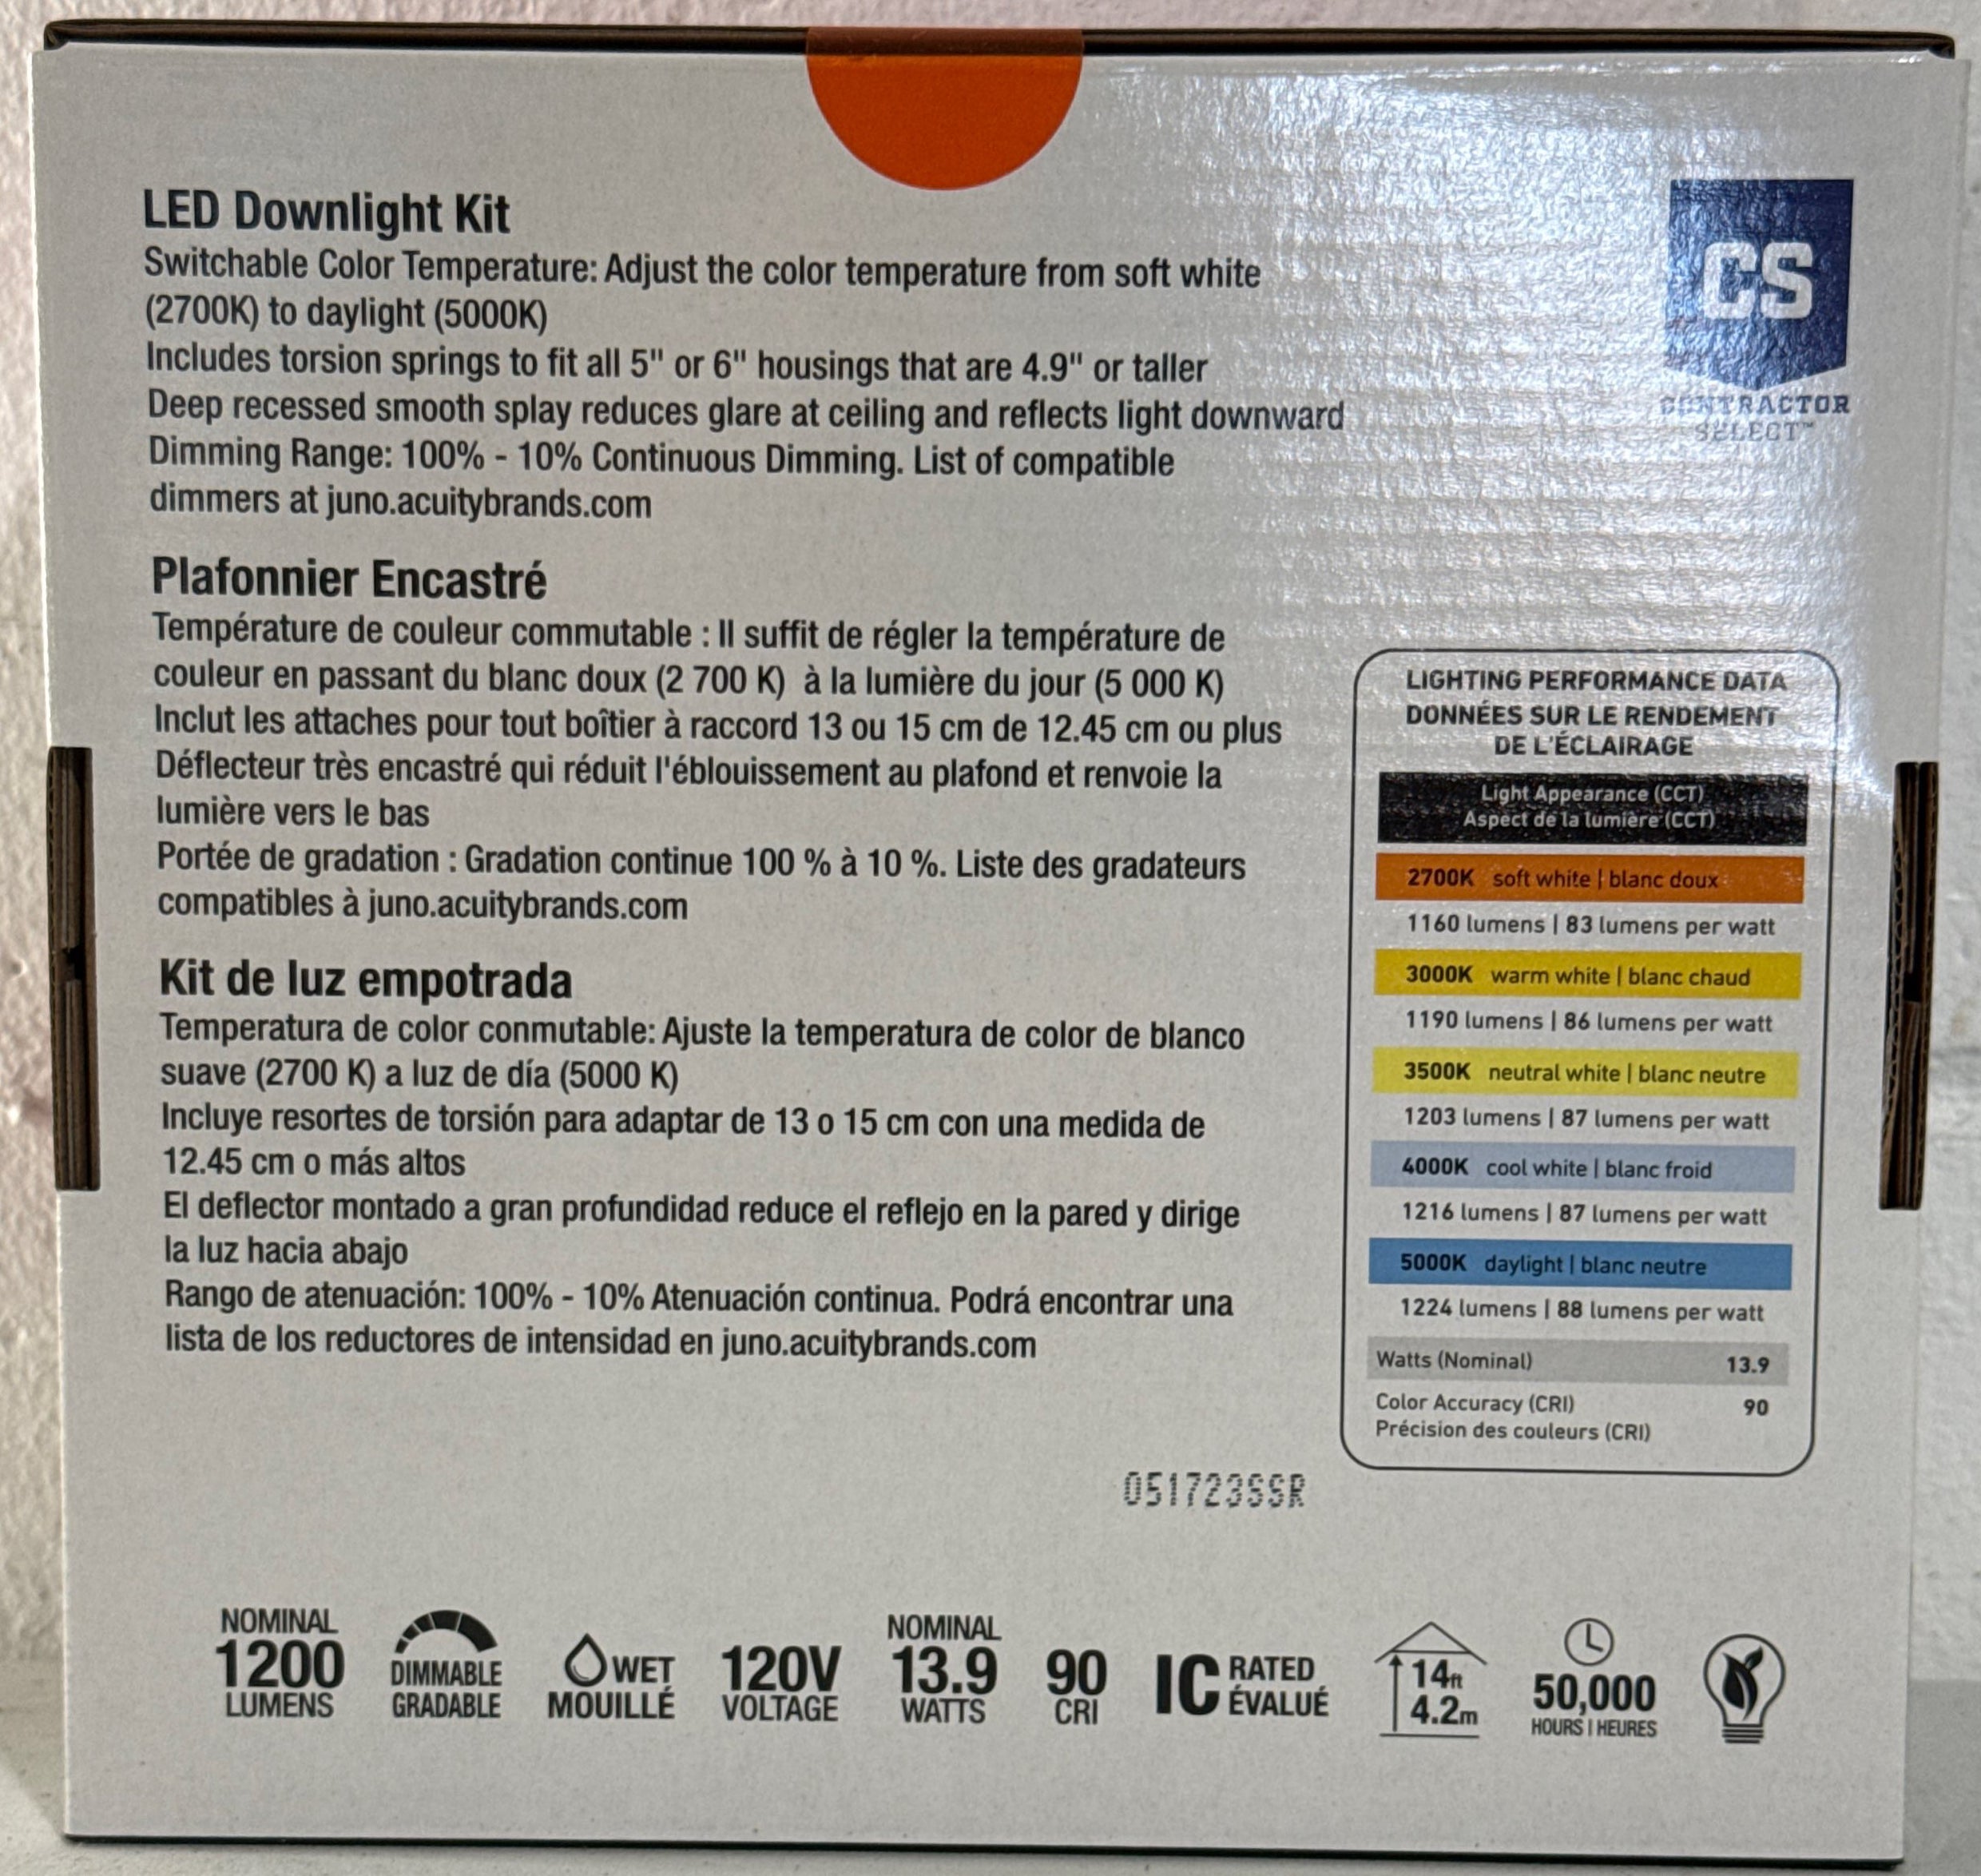 LED Downlight Kit
Switchable Color Temperature: Adjust the color temperature from soft white
(2700K) to daylight (5000K)
Includes torsion springs to fit all 5" or 6" housings that are 4.9" or taller
Deep recessed smooth splay reduces glare at ceiling and reflects light downward
Dimming Range: 100% - 10% Continuous Dimming. List of compatible
dimmers at juno.acuitybrands.com
CS
CONTRACTOR
SELECT™
Plafonnier Encastré
Température de couleur commutable : Il suffit de régler la température de
couleur en passant du blanc doux (2 700 K) à la lumière du jour (5 000 K)
Inclut les attaches pour tout boîtier à raccord 13 ou 15 cm de 12.45 cm ou plus
Déflecteur très encastré qui réduit l'éblouissement au plafond et renvoie la
lumière vers le bas
Portée de gradation : Gradation continue 100 % à 10 %. Liste des gradateurs
compatibles à juno.acuitybrands.com
Kit de luz empotrada
Temperatura de color conmutable: Ajuste la temperatura de color de blanco
suave (2700 K) a luz de día (5000 K)
Incluye resortes de torsión para adaptar de 13 o 15 cm con una medida de
12.45 cm o más altos
El deflector montado a gran profundidad reduce el reflejo en la pared y dirige
la luz hacia abajo
Rango de atenuación: 100% - 10% Atenuación continua. Podrá encontrar una
lista de los reductores de intensidad en juno.acuitybrands.com
LIGHTING PERFORMANCE DATA
DONNÉES SUR LE RENDEMENT
DE L'ÉCLAIRAGE
Light Appearance (CCT)
Aspect de la lumière (CCT)
2700K soft white | blanc doux
1160 lumens | 83 lumens per watt
3000K warm white | blanc chaud
1190 lumens | 86 lumens per watt
3500K neutral white | blanc neutre
1203 lumens | 87 lumens per watt
4000K cool white | blanc froid
1216 lumens | 87 lumens per watt
5000K daylight | blanc neutre
1224 lumens | 88 lumens per watt
Watts (Nominal) 13.9
Color Accuracy (CRI) 90
Précision des couleurs (CRI)
051723SSR
NOMINAL
1200
LUMENS
DIMMABLE
GRADABLE
WET
MOUILLÉ
120V
VOLTAGE
NOMINAL
13.9
WATTS
90
CRI
IC RATED
ÉVALUÉ
14ft
4.2m
50,000
HOURS | HEURES